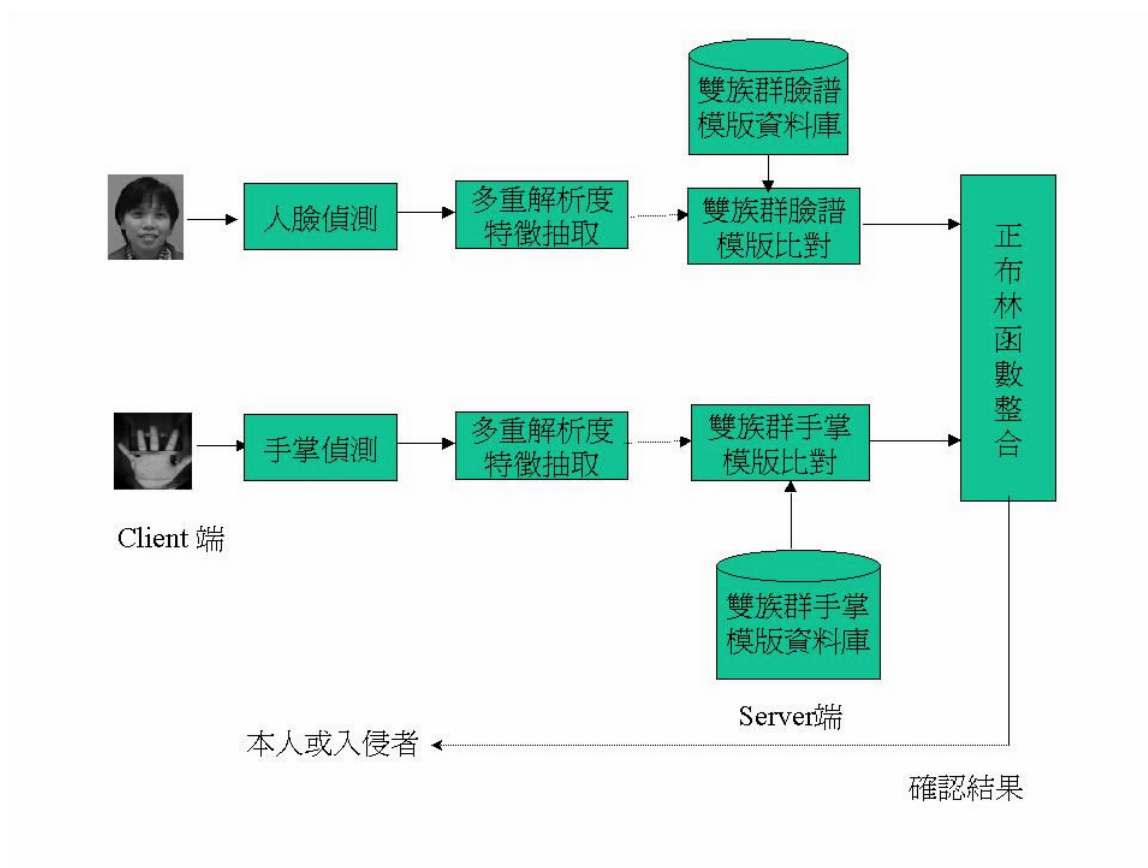 雙族群臉譜
模版資料庫
人臉偵測
多重解析度
特徵抽取
雙族群臉譜
模版比對
正布林函數整合
手掌偵測
多重解析度
特徵抽取
雙族群手掌
模版比對
Client 端
雙族群手掌
模版資料庫
Server端
本人或入侵者
確認結果